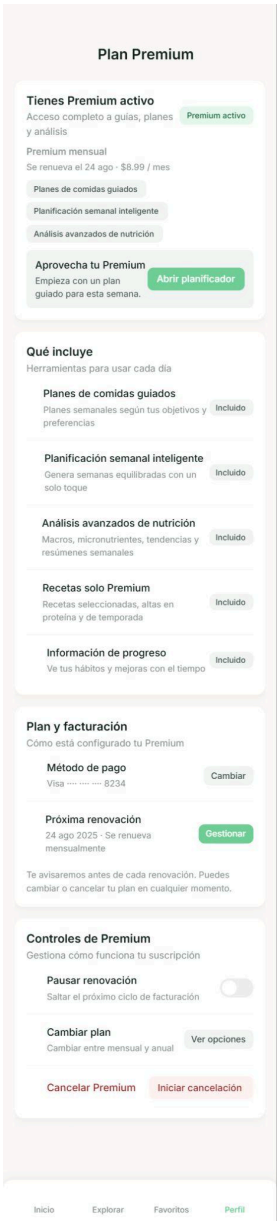 Plan Premium
Tienes Premium activo
Acceso completo a guías, planes
y análisis
Premium activo
Premium mensual
Se renueva el 24 ago · $8.99 / mes
Planes de comidas guiados
Planificación semanal inteligente
Análisis avanzados de nutrición
Aprovecha tu Premium
Empieza con un plan
guiado para esta semana.
Abrir planificador
Qué incluye
Herramientas para usar cada día
Planes de comidas guiados
Planes semanales según tus objetivos y
preferencias
Incluido
Planificación semanal inteligente
Genera semanas equilibradas con un
solo toque
Incluido
Análisis avanzados de nutrición
Macros, micronutrientes, tendencias y
resúmenes semanales
Incluido
Recetas solo Premium
Recetas seleccionadas, altas en
proteína y de temporada
Incluido
Información de progreso
Ve tus hábitos y mejoras con el tiempo
Incluido
Plan y facturación
Cómo está configurado tu Premium
Método de pago
Visa ···· ···· ···· 8234
Cambiar
Próxima renovación
24 ago 2025 · Se renueva
mensualmente
Gestionar
Te avisaremos antes de cada renovación. Puedes
cambiar o cancelar tu plan en cualquier momento.
Controles de Premium
Gestiona cómo funciona tu suscripción
Pausar renovación
Saltar el próximo ciclo de facturación
Cambiar plan
Cambiar entre mensual y anual
Ver opciones
Cancelar Premium
Iniciar cancelación
Inicio
Explorar
Favoritos
Perfil